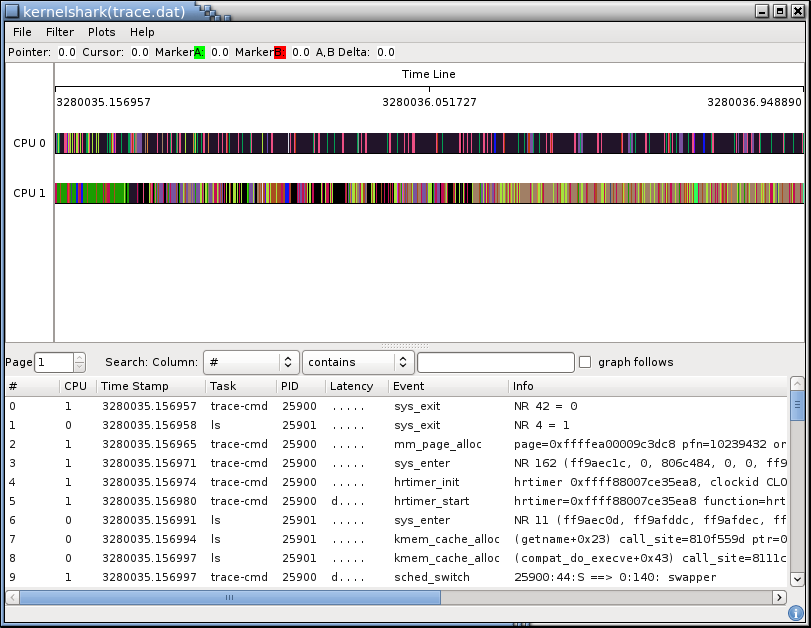 kernelshark(trace.dat)
File Filter Plots Help
Pointer: 0.0 Cursor: 0.0 MarkerA: 0.0 MarkerB: 0.0 A,B Delta: 0.0
Time Line
3280035.156957 3280036.051727 3280036.948890
CPU 0
CPU 1
Page 1 Search: Column: # contains graph follows
# CPU Time Stamp Task PID Latency Event Info
0 1 3280035.156957 trace-cmd 25900 ..... sys_exit NR 42 = 0
1 0 3280035.156958 ls 25901 ..... sys_exit NR 4 = 1
2 1 3280035.156965 trace-cmd 25900 ..... mm_page_alloc page=0xffffea00009c3dc8 pfn=10239432 or
3 1 3280035.156971 trace-cmd 25900 ..... sys_enter NR 162 (ff9aec1c, 0, 806c484, 0, 0, ff9
4 1 3280035.156974 trace-cmd 25900 ..... hrtimer_init hrtimer 0xffff88007ce35ea8, clockid CLO
5 1 3280035.156980 trace-cmd 25900 d.... hrtimer_start hrtimer=0xffff88007ce35ea8 function=hrt
6 0 3280035.156991 ls 25901 ..... sys_enter NR 11 (ff9aec0d, ff9afddc, ff9afdec, ff
7 0 3280035.156994 ls 25901 ..... kmem_cache_alloc (getname+0x23) call_site=810f559d ptr=0
8 0 3280035.156997 ls 25901 ..... kmem_cache_alloc (compat_do_execve+0x43) call_site=8111c
9 1 3280035.156997 trace-cmd 25900 d.... sched_switch 25900:44:S ==> 0:140: swapper